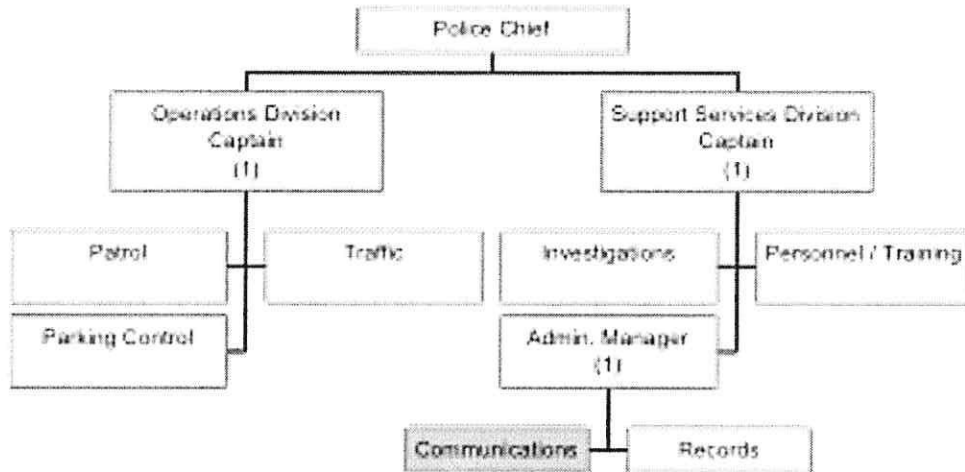 Police Chief
Operations Division
Captain
(1)
Support Services Division
Captain
(1)
Patrol
Traffic
Investigations
Personnel / Training
Parking Control
Admin. Manager
(1)
Communications
Records